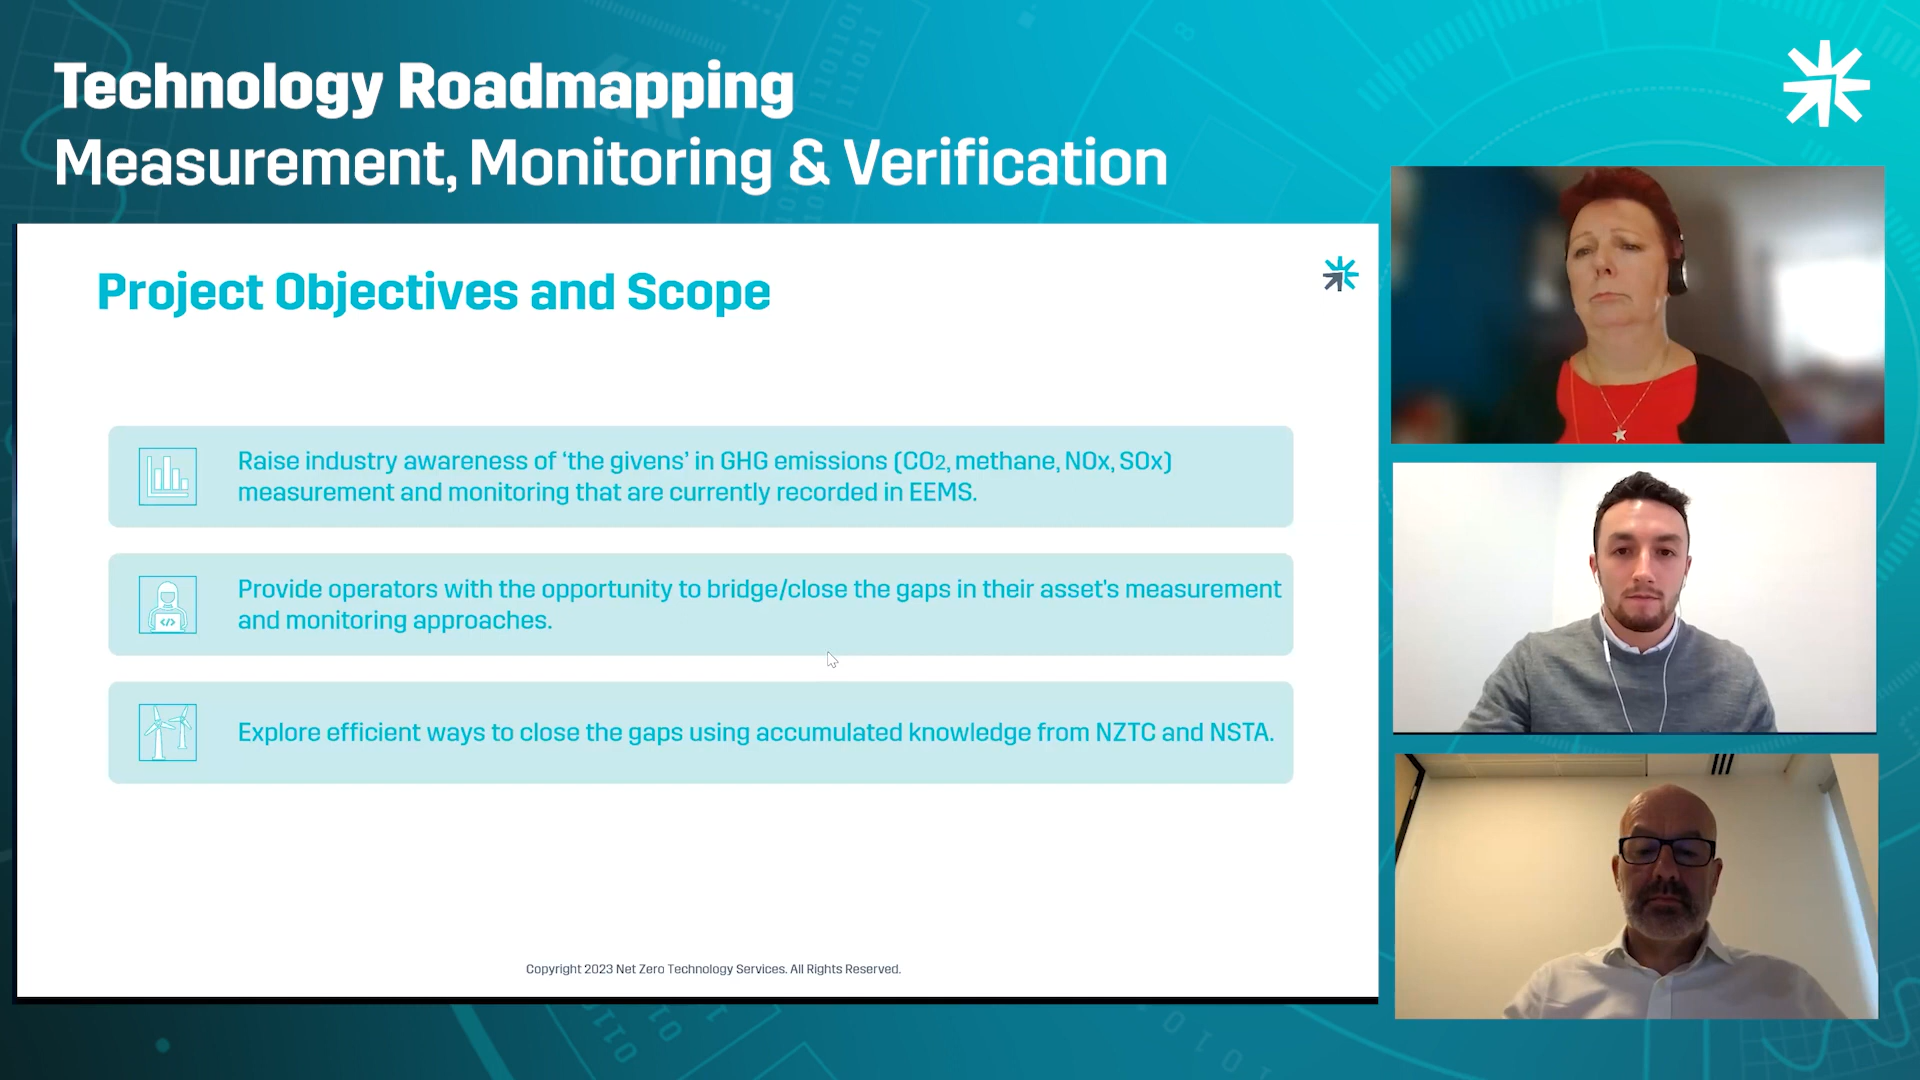 Technology Roadmapping
Measurement, Monitoring & Verification
Project Objectives and Scope
Raise industry awareness of ‘the givens’ in GHG emissions (CO2, methane, NOx, SOx)
measurement and monitoring that are currently recorded in EEMS.
Provide operators with the opportunity to bridge/close the gaps in their asset's measurement
and monitoring approaches.
Explore efficient ways to close the gaps using accumulated knowledge from NZTC and NSTA.
Copyright 2023 Net Zero Technology Services. All Rights Reserved.